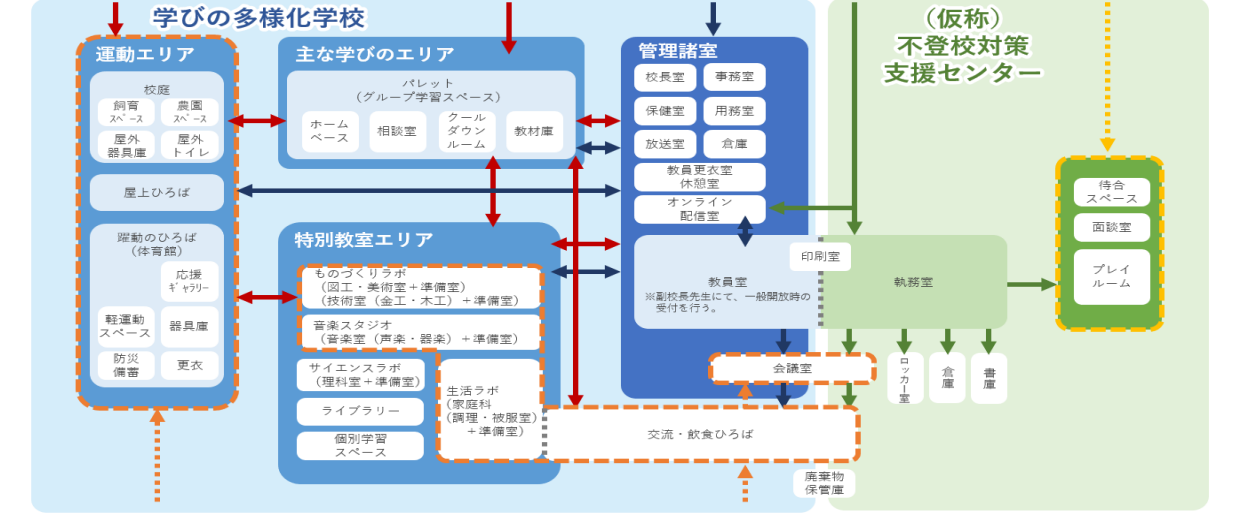 学びの多様化学校
運動エリア
校庭
飼育
ｽﾍﾟｰｽ
農園
ｽﾍﾟｰｽ
屋外
器具庫
屋外
トイレ
屋上ひろば
躍動のひろば
（体育館）
応援
ｷﾞｬﾗﾘｰ
軽運動
スペース
器具庫
防災
備蓄
更衣
主な学びのエリア
パレット
（グループ学習スペース）
ホーム
ベース
相談室
クール
ダウン
ルーム
教材庫
特別教室エリア
ものづくりラボ
（図工・美術室＋準備室）
（技術室（金工・木工）＋準備室）
音楽スタジオ
（音楽室（声楽・器楽）＋準備室）
サイエンスラボ
（理科室＋準備室）
ライブラリー
個別学習
スペース
生活ラボ
（家庭科
（調理・被服室）
＋準備室）
管理諸室
校長室
事務室
保健室
用務室
放送室
倉庫
教員更衣室
休憩室
オンライン
配信室
教員室
※副校長先生にて、一般開放時の
受付を行う。
印刷室
会議室
交流・飲食ひろば
廃棄物
保管庫
（仮称）
不登校対策
支援センター
執務室
ロッカー室
倉庫
書庫
待合
スペース
面談室
プレイ
ルーム